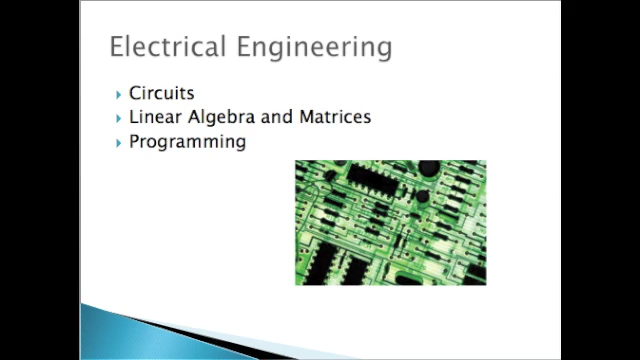 Electrical Engineering
Circuits
Linear Algebra and Matrices
Programming